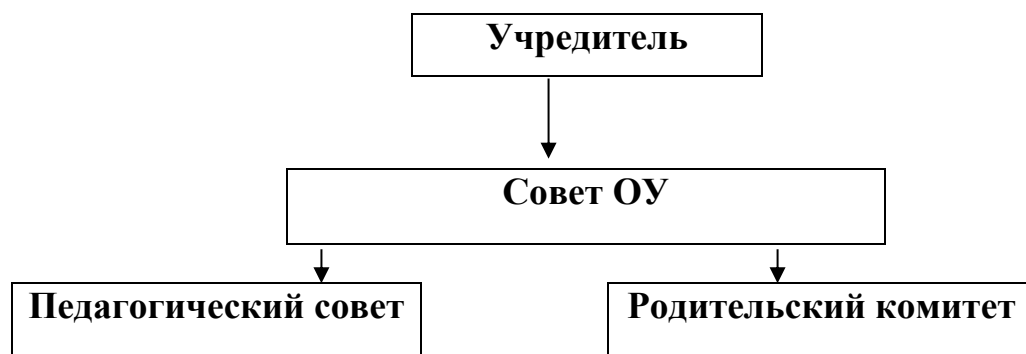 Учредитель
Совет ОУ
Педагогический совет
Родительский комитет